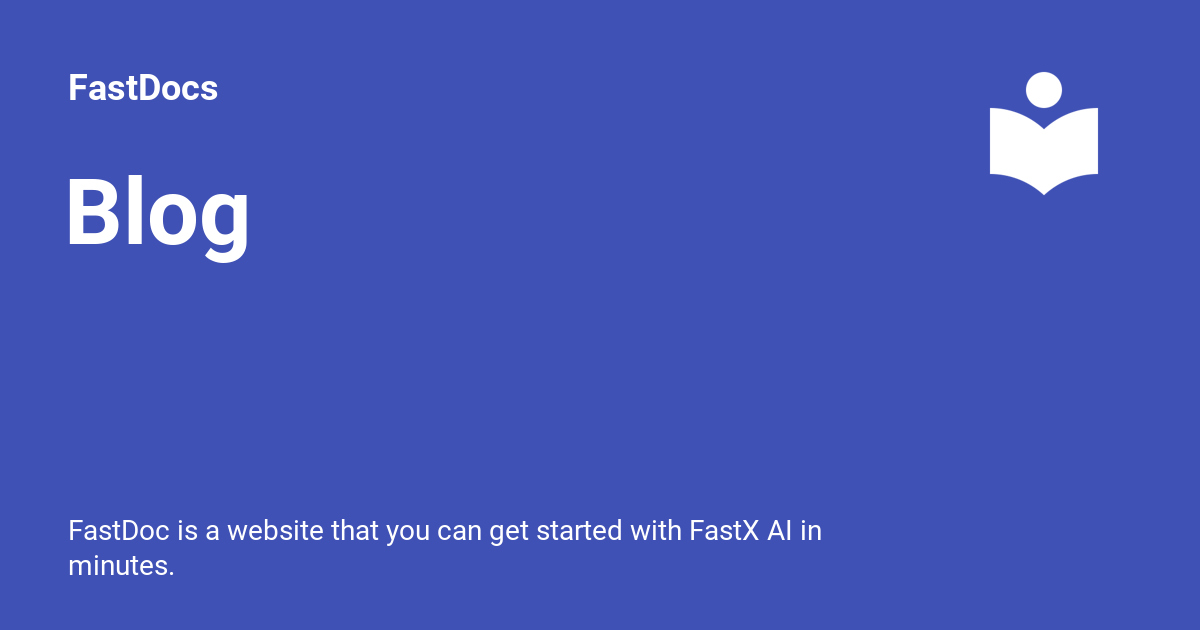 FastDocs
Blog
FastDoc is a website that you can get started with FastX AI in
minutes.